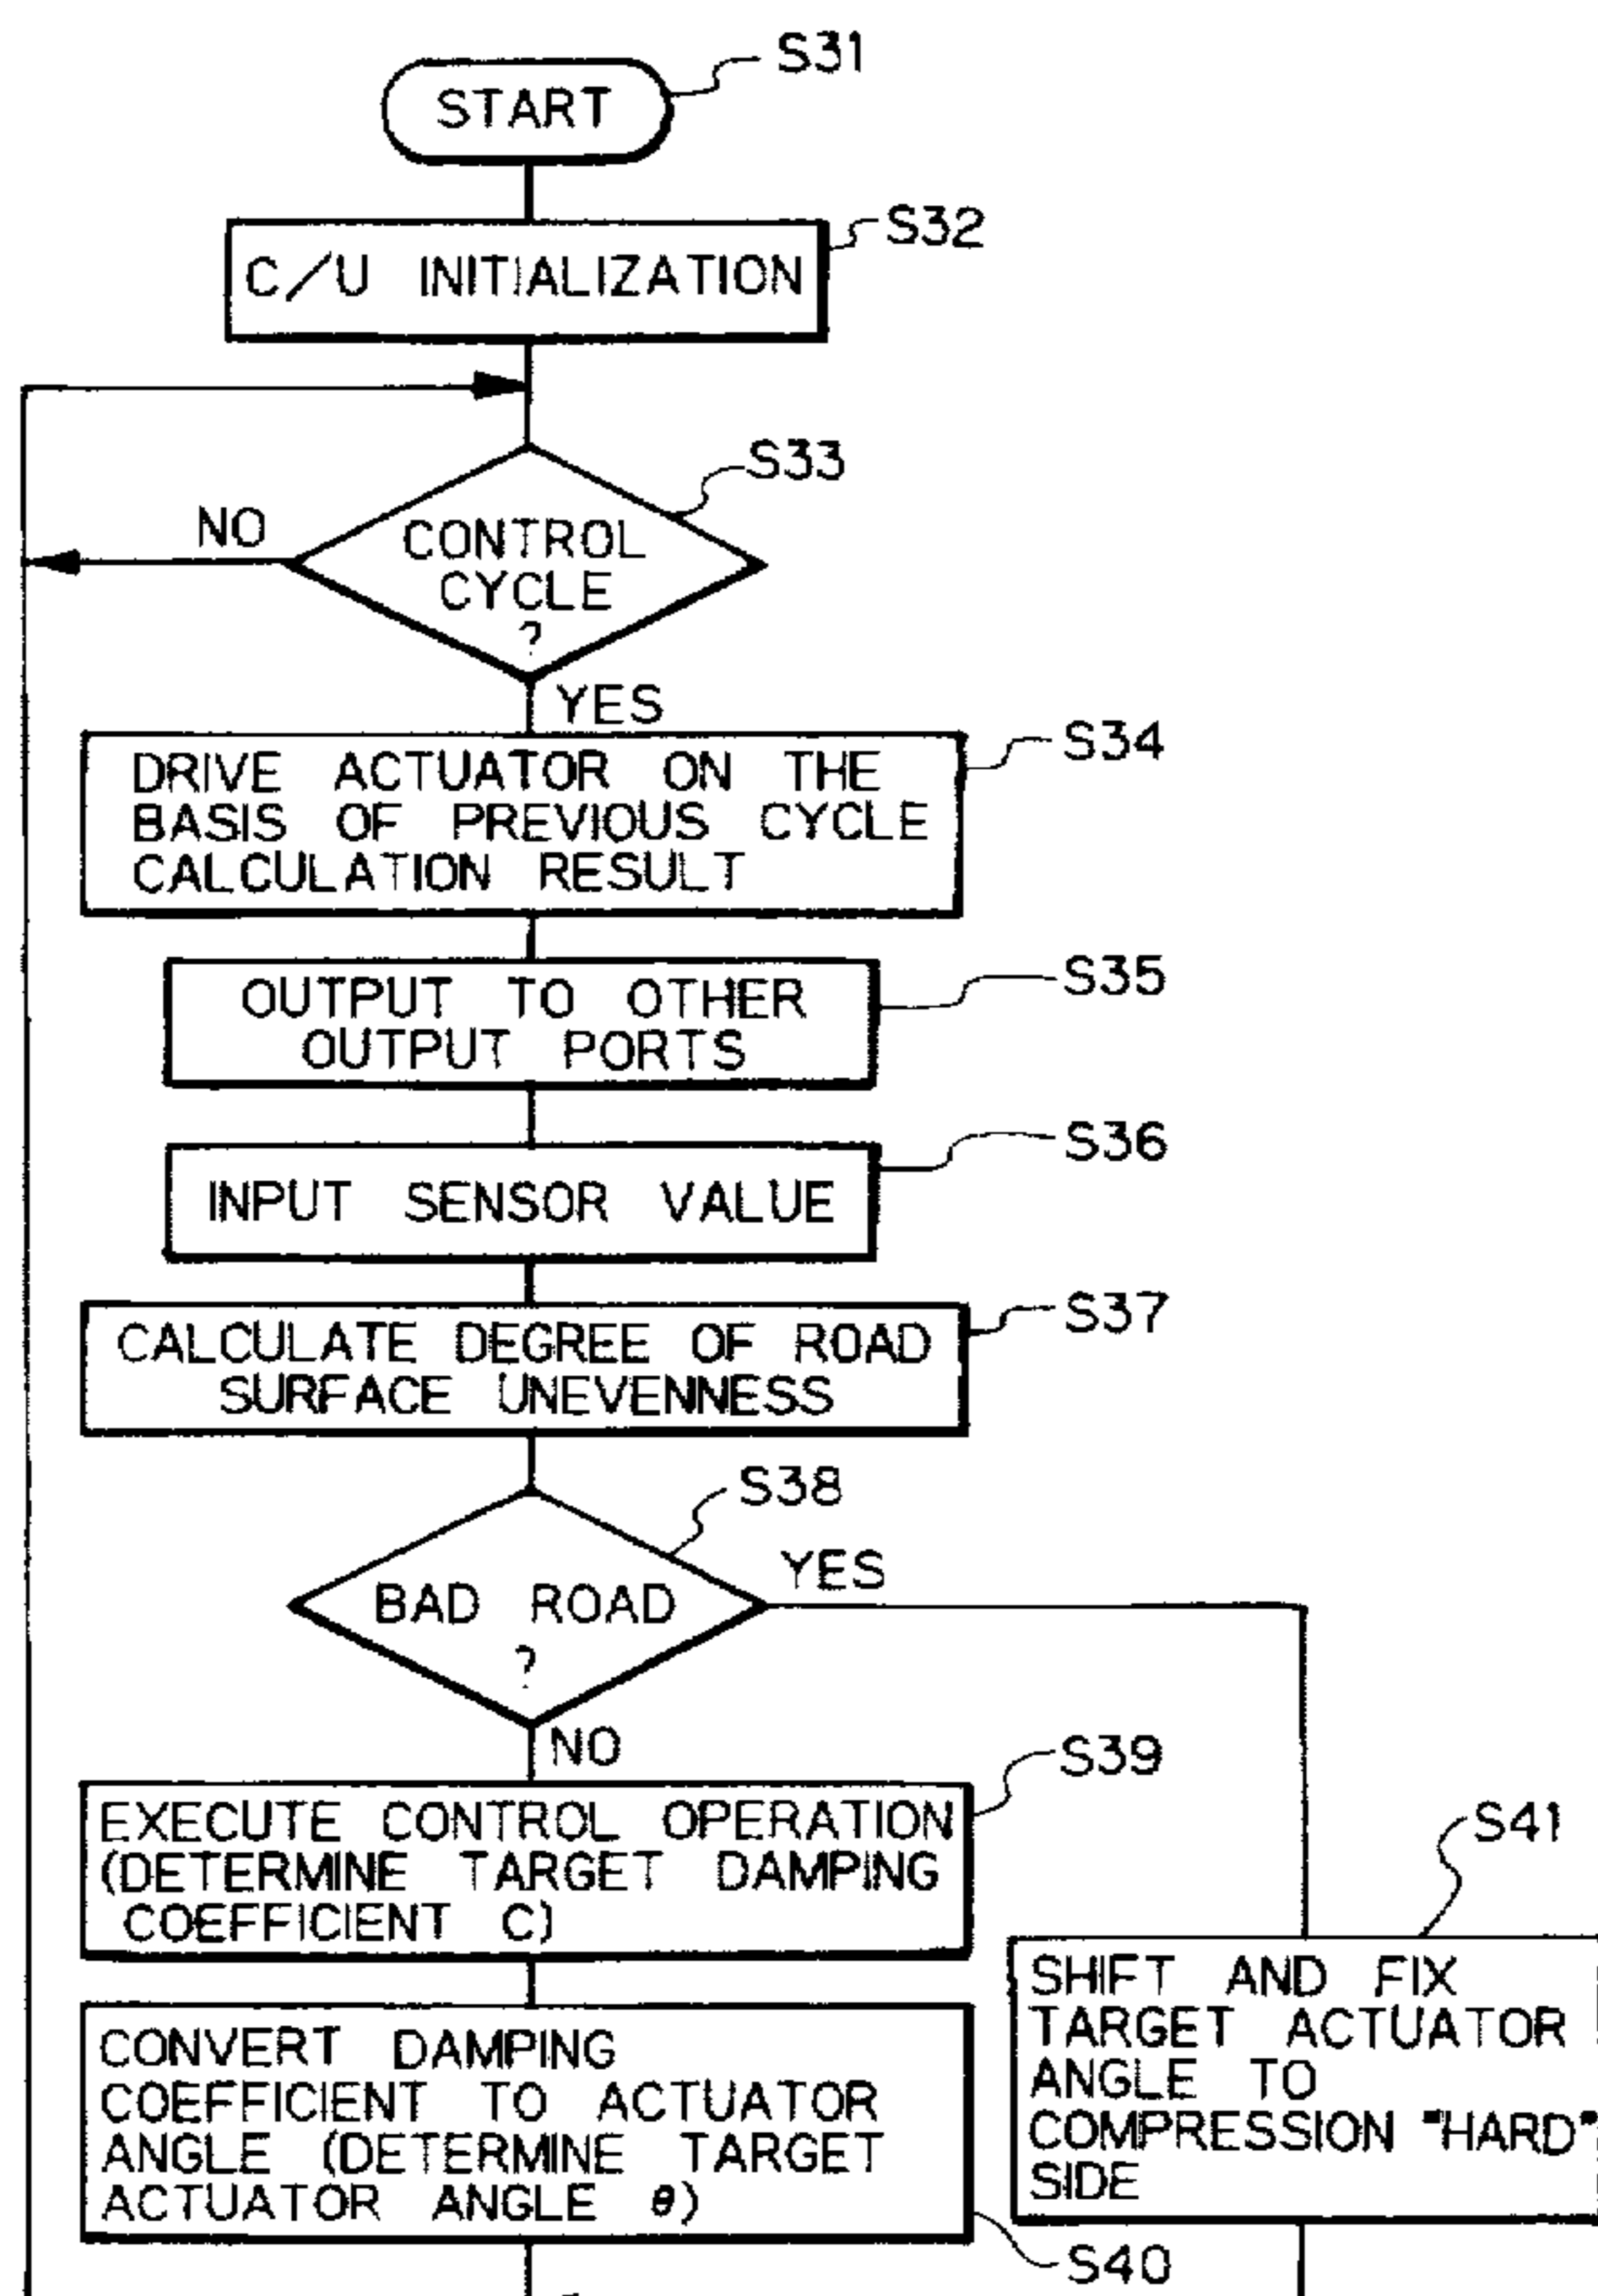 S31
START
S32
C/U INITIALIZATION
S33
NO
CONTROL
CYCLE
?
YES
S34
DRIVE ACTUATOR ON THE
BASIS OF PREVIOUS CYCLE
CALCULATION RESULT
S35
OUTPUT TO OTHER
OUTPUT PORTS
S36
INPUT SENSOR VALUE
S37
CALCULATE DEGREE OF ROAD
SURFACE UNEVENNESS
S38
YES
BAD ROAD
?
NO
S39
EXECUTE CONTROL OPERATION
(DETERMINE TARGET DAMPING
COEFFICIENT C)
S41
SHIFT AND FIX
TARGET ACTUATOR
ANGLE TO
COMPRESSION "HARD"
SIDE
CONVERT DAMPING
COEFFICIENT TO ACTUATOR
ANGLE (DETERMINE TARGET
ACTUATOR ANGLE θ)
S40